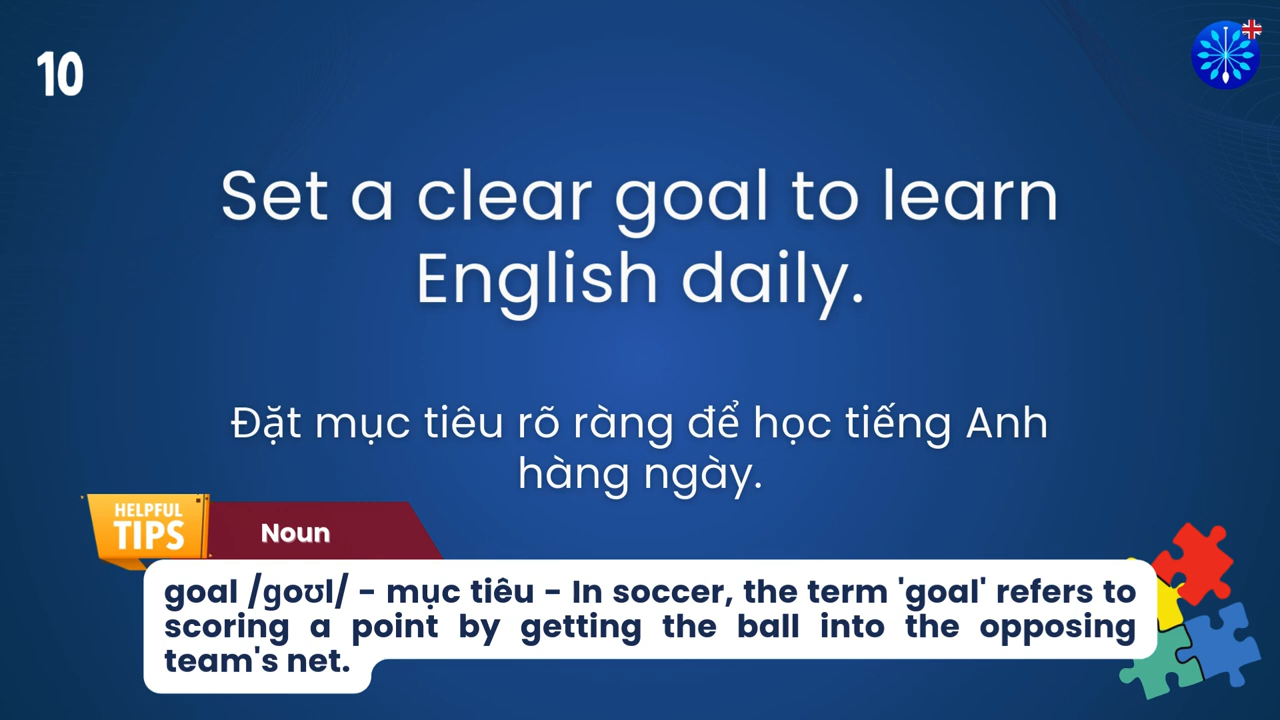 10
Set a clear goal to learn
English daily.
Đặt mục tiêu rõ ràng để học tiếng Anh
hàng ngày.
HELPFUL
TIPS
Noun
goal /ɡoʊl/ - mục tiêu - In soccer, the term 'goal' refers to
scoring a point by getting the ball into the opposing
team's net.